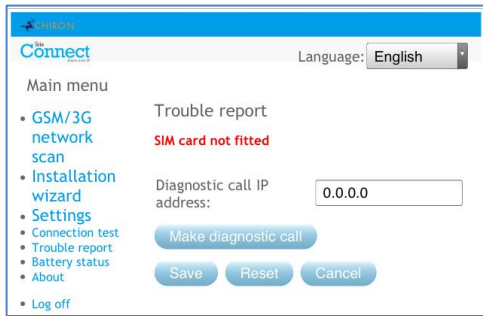 CHIRON
Connect
Language: English
Main menu
• GSM/3G
network
scan
• Installation
wizard
• Settings
• Connection test
• Trouble report
• Battery status
• About
• Log off
Trouble report
SIM card not fitted
Diagnostic call IP
address:
0.0.0.0
Make diagnostic call
Save Reset Cancel